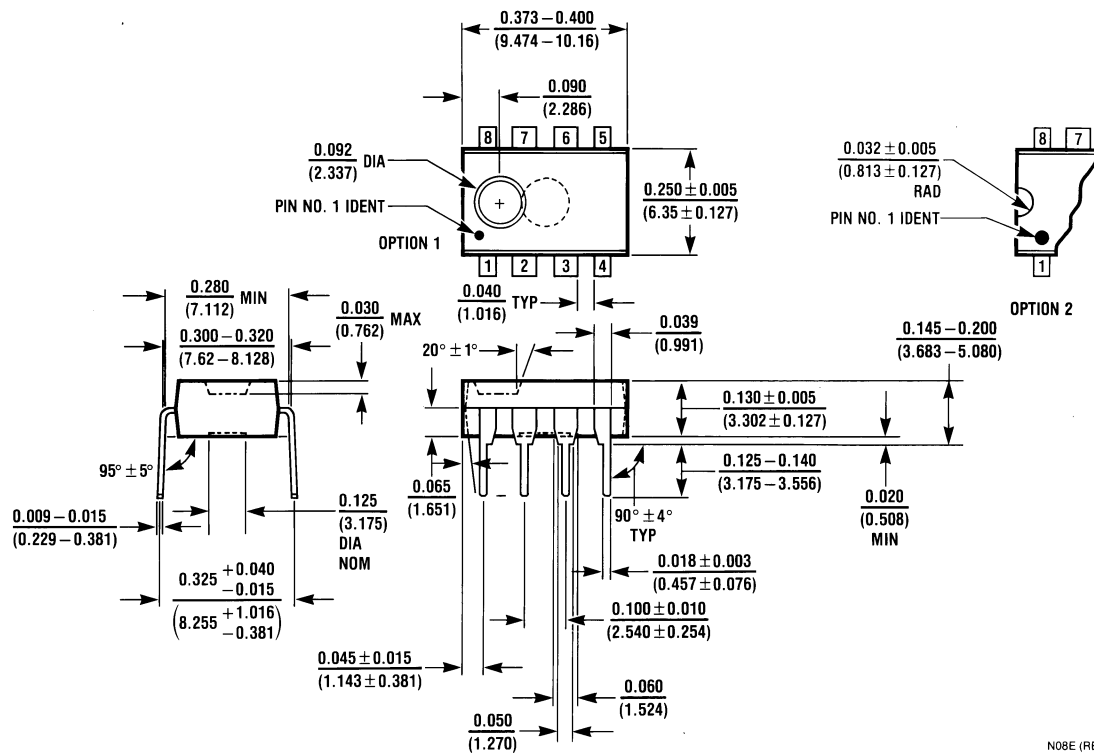 0.373 – 0.400
(9.474 – 10.16)
0.090
(2.286)
8 7 6 5
0.092 DIA
(2.337)
PIN NO. 1 IDENT
OPTION 1
0.250 ± 0.005
(6.35 ± 0.127)
1 2 3 4
0.032 ± 0.005
(0.813 ± 0.127)
RAD
PIN NO. 1 IDENT
8 7
1
OPTION 2
0.280 MIN
(7.112)
0.300 – 0.320
(7.62 – 8.128)
0.030 MAX
(0.762)
0.040 TYP
(1.016)
20° ± 1°
0.039
(0.991)
0.145 – 0.200
(3.683 – 5.080)
0.130 ± 0.005
(3.302 ± 0.127)
0.125 – 0.140
(3.175 – 3.556)
0.020
(0.508)
MIN
95° ± 5°
0.009 – 0.015
(0.229 – 0.381)
0.125
(3.175)
DIA
NOM
0.065
(1.651)
90° ± 4°
TYP
0.325 +0.040
–0.015
(8.255 +1.016
–0.381)
0.018 ± 0.003
(0.457 ± 0.076)
0.100 ± 0.010
(2.540 ± 0.254)
0.045 ± 0.015
(1.143 ± 0.381)
0.060
(1.524)
0.050
(1.270)
N08E (RE